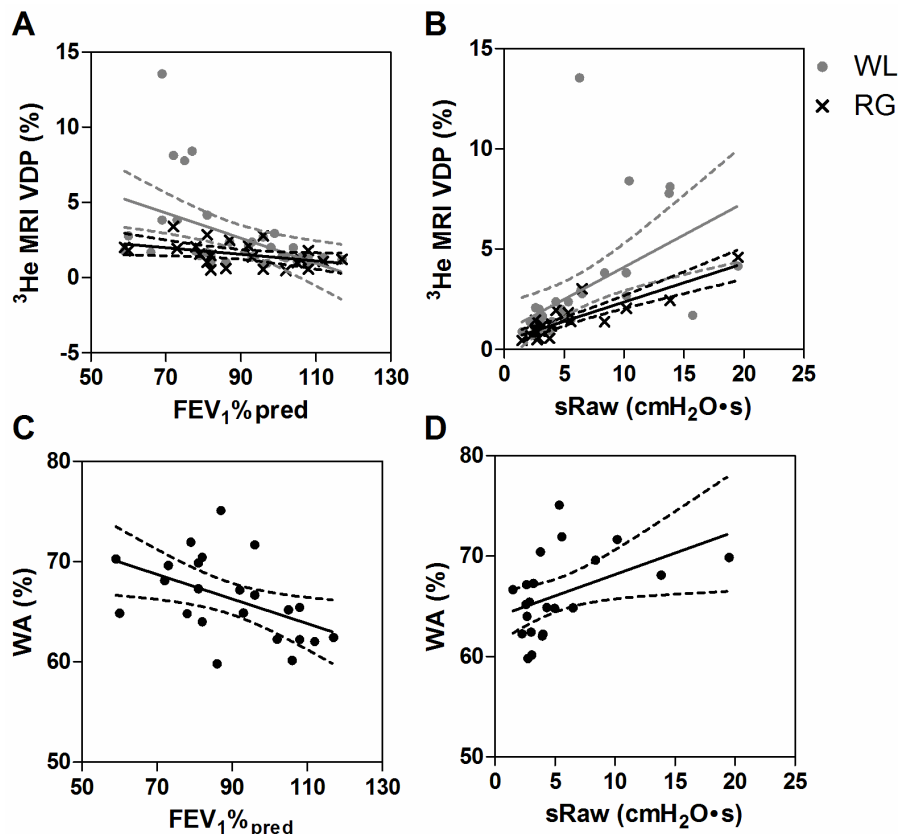 A
15
10
5
0
-5
50 70 90 110 130
³He MRI VDP (%)
FEV₁%pred
B
15
10
5
0
0 5 10 15 20 25
³He MRI VDP (%)
sRaw (cmH₂O•s)
WL
RG
C
80
70
60
50
50 70 90 110 130
WA (%)
FEV₁%pred
D
80
70
60
50
0 5 10 15 20 25
WA (%)
sRaw (cmH₂O•s)